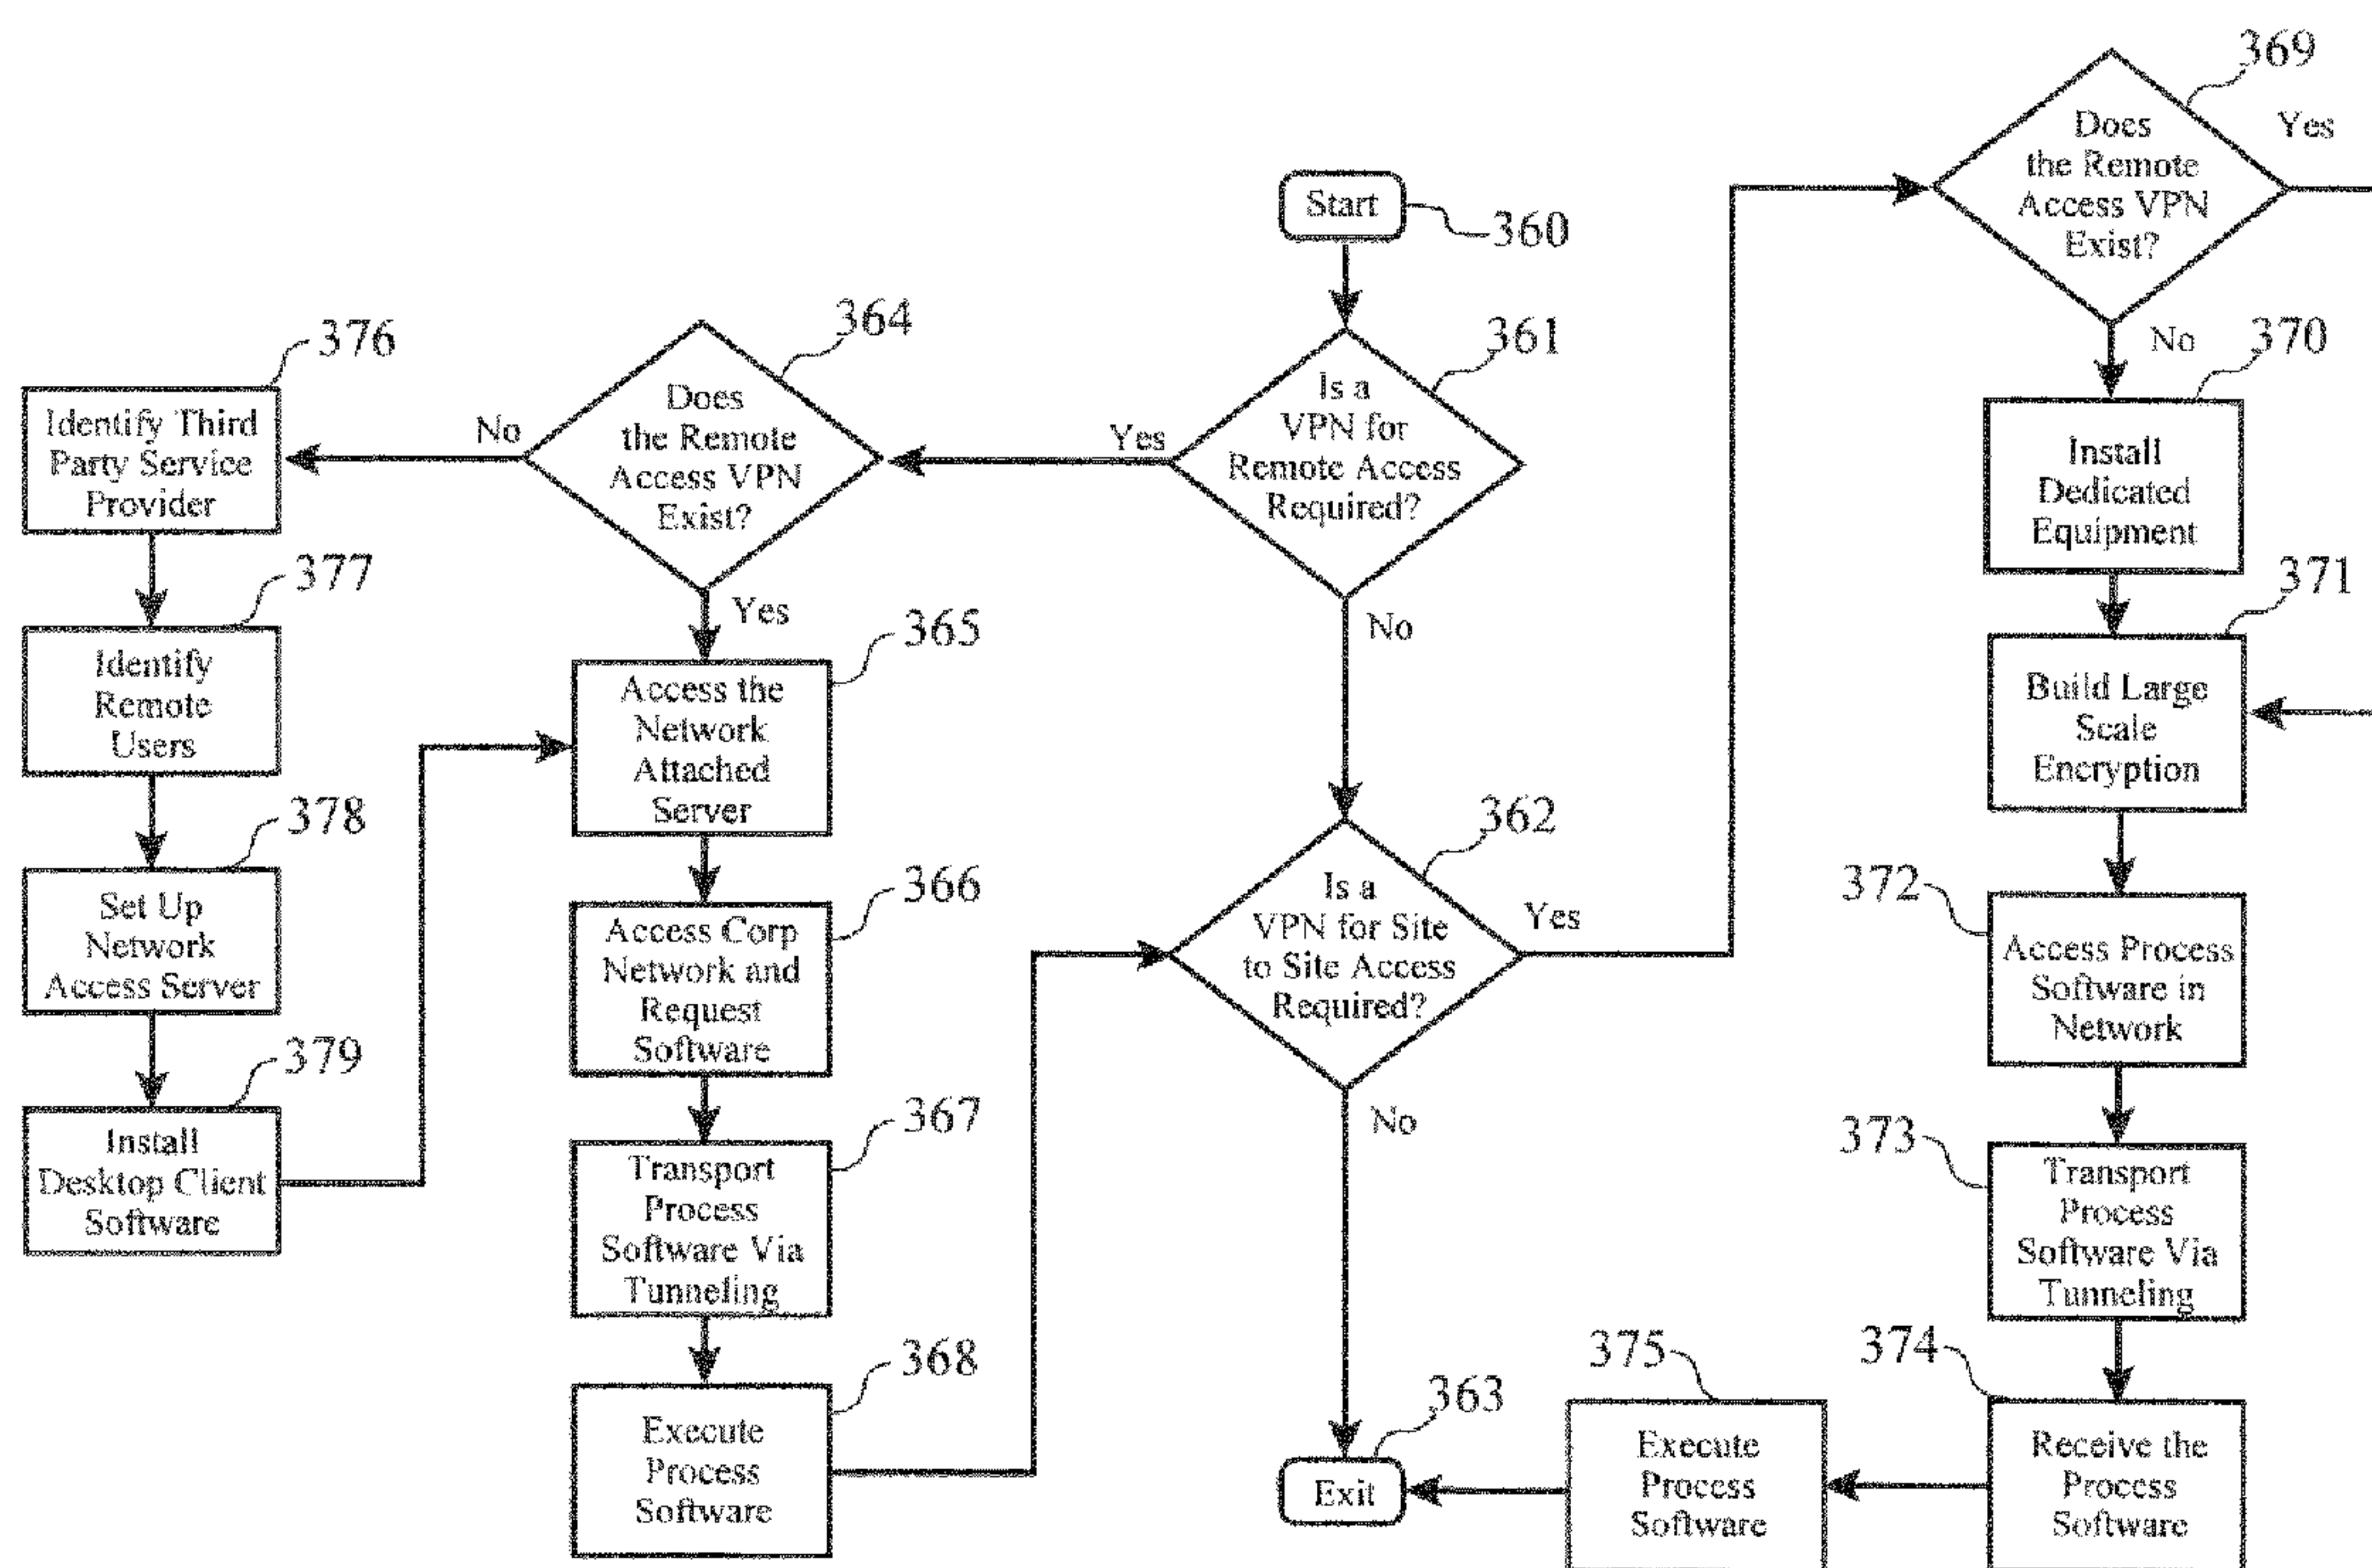 369
Does
the Remote
Access VPN
Exist?
Yes
No
Start
360
376
Identify Third
Party Service
Provider
No
364
Does
the Remote
Access VPN
Exist?
Yes
Yes
361
Is a
VPN for
Remote Access
Required?
No
370
Install
Dedicated
Equipment
377
Identify
Remote
Users
365
Access the
Network
Attached
Server
371
Build Large
Scale
Encryption
378
Set Up
Network
Access Server
366
Access Corp
Network and
Request
Software
362
Is a
VPN for Site
to Site Access
Required?
Yes
No
372
Access Process
Software in
Network
379
Install
Desktop Client
Software
367
Transport
Process
Software Via
Tunneling
373
Transport
Process
Software Via
Tunneling
368
Execute
Process
Software
363
Exit
375
Execute
Process
Software
374
Receive the
Process
Software